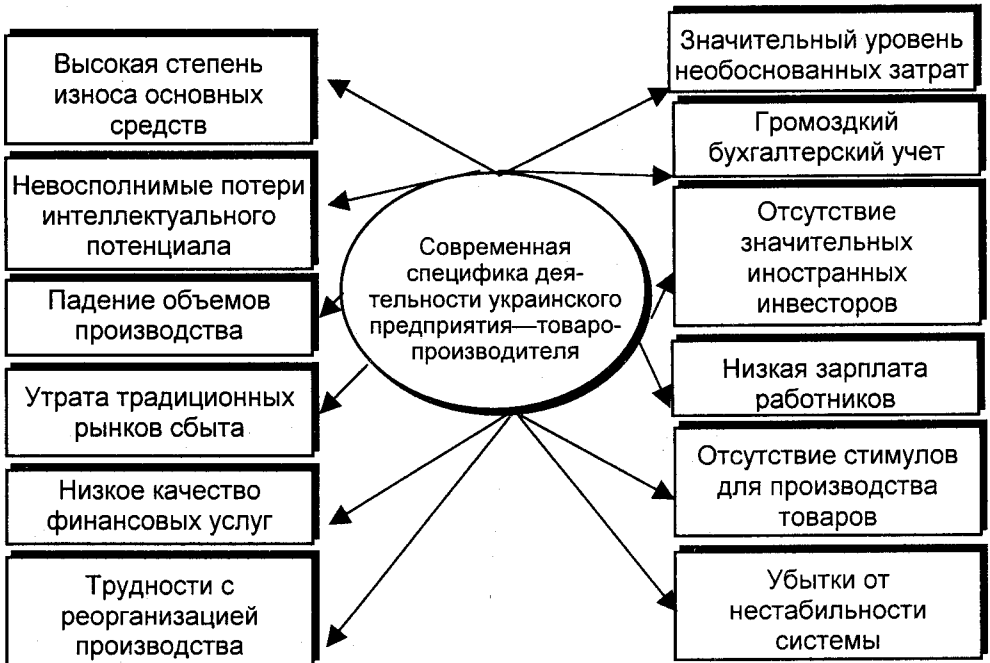 Высокая степень
износа основных
средств
Невосполнимые потери
интеллектуального
потенциала
Падение объемов
производства
Утрата традиционных
рынков сбыта
Низкое качество
финансовых услуг
Трудности с
реорганизацией
производства
Современная
специфика дея-
тельности украинского
предприятия—товаро-
производителя
Значительный уровень
необоснованных затрат
Громоздкий
бухгалтерский учет
Отсутствие
значительных
иностранных
инвесторов
Низкая зарплата
работников
Отсутствие стимулов
для производства
товаров
Убытки от
нестабильности
системы